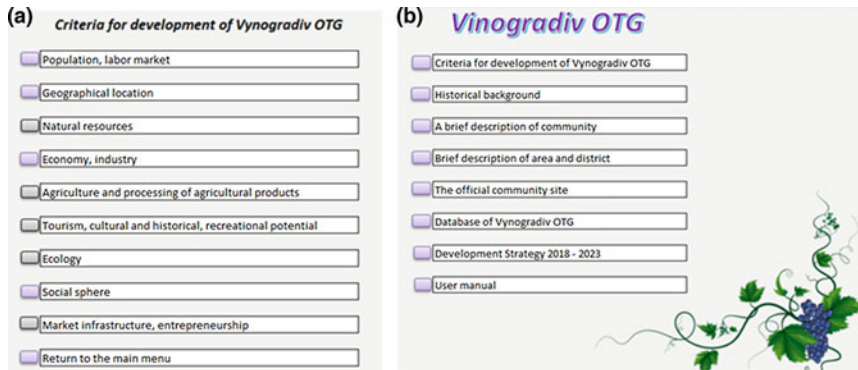 (a)
Criteria for development of Vynogradiv OTG
Population, labor market
Geographical location
Natural resources
Economy, industry
Agriculture and processing of agricultural products
Tourism, cultural and historical, recreational potential
Ecology
Social sphere
Market infrastructure, entrepreneurship
Return to the main menu
(b)
Vinogradiv OTG
Criteria for development of Vynogradiv OTG
Historical background
A brief description of community
Brief description of area and district
The official community site
Database of Vynogradiv OTG
Development Strategy 2018 - 2023
User manual